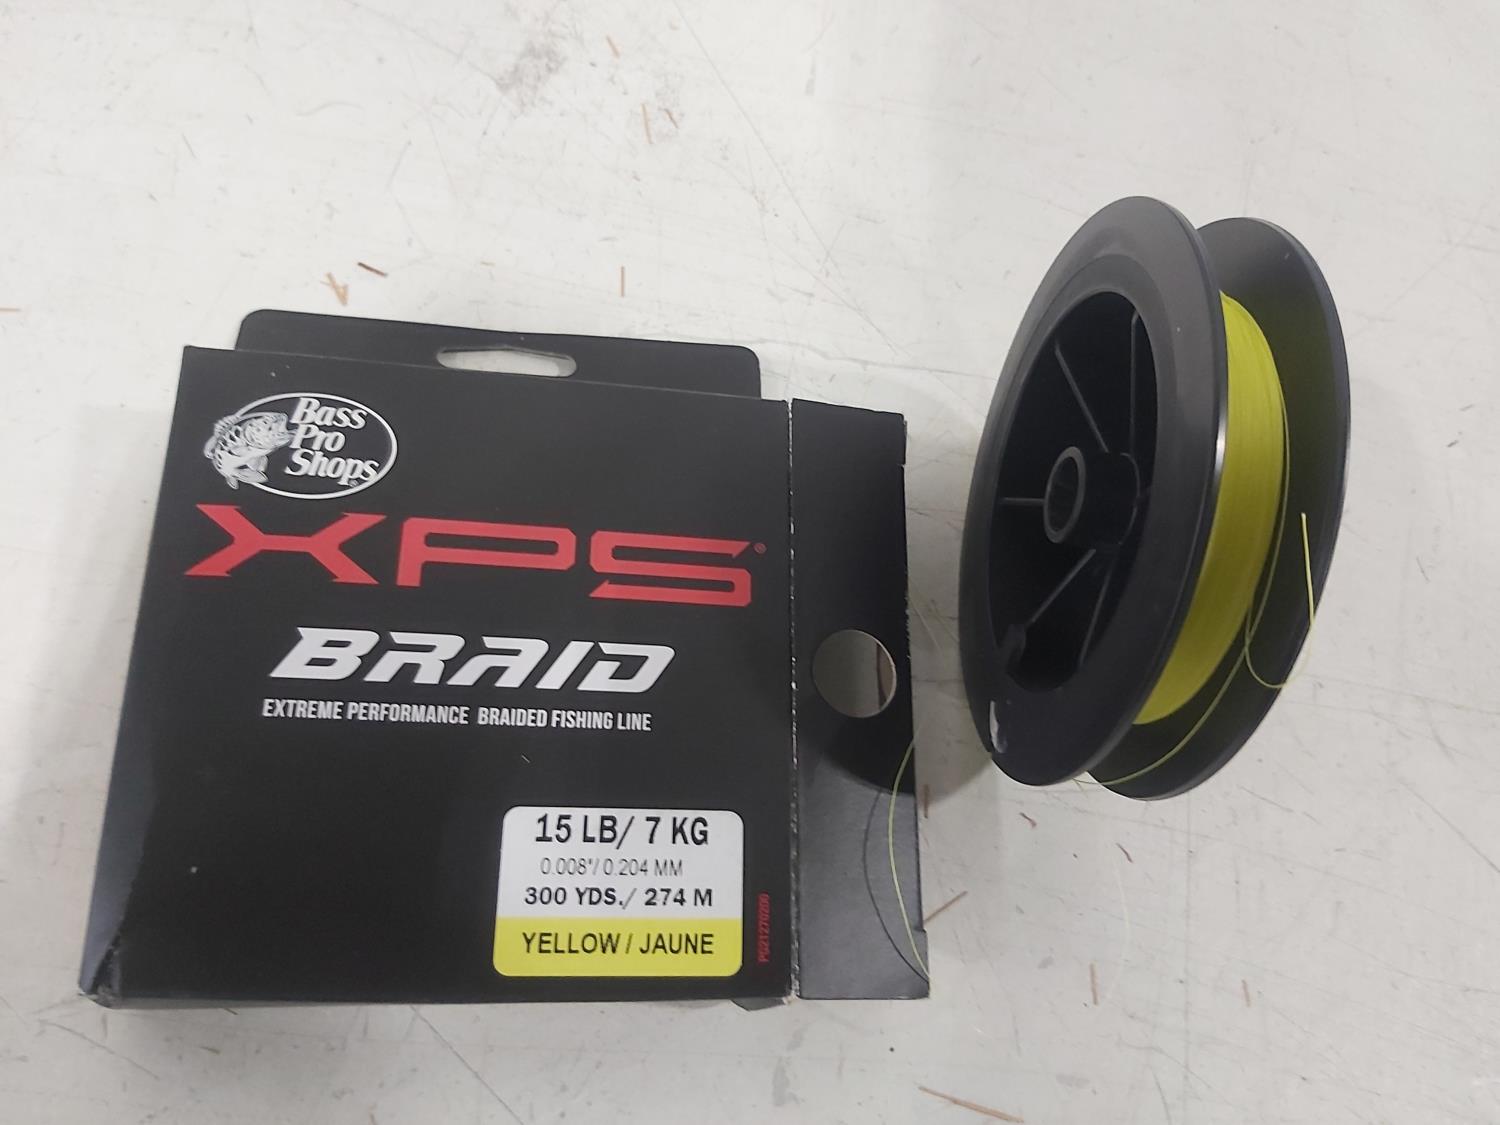 Bass
Pro
Shops®
XPS®
BRAID
EXTREME PERFORMANCE BRAIDED FISHING LINE
15 LB/ 7 KG
0.008"/0.204 MM
300 YDS./ 274 M
YELLOW / JAUNE
PG21270200